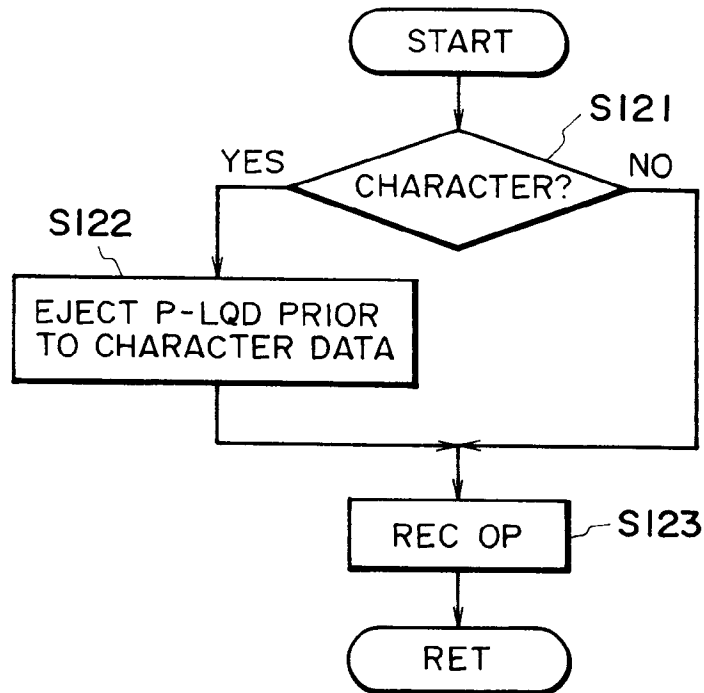 START
S121
YES
NO
CHARACTER?
S122
EJECT P-LQD PRIOR
TO CHARACTER DATA
REC OP
S123
RET